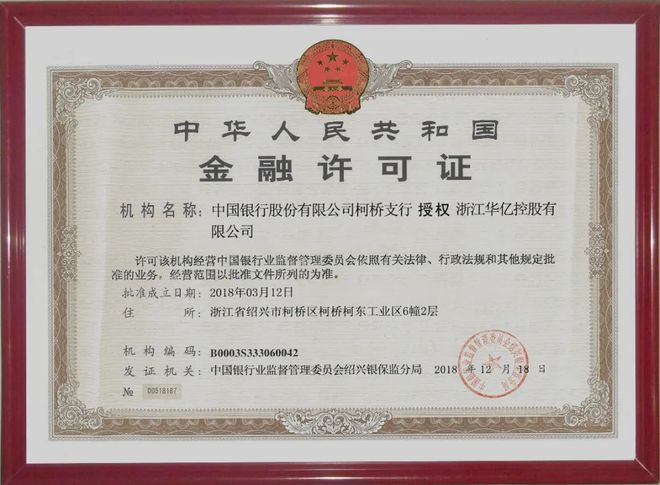 中华人民共和国
金融许可证
机构名称： 中国银行股份有限公司柯桥支行 授权 浙江华亿控股有
限公司
许可该机构经营中国银行业监督管理委员会依照有关法律、行政法规和其他规定批
准的业务，经营范围以批准文件所列的为准。
批准成立日期： 2018年03月12日
住 所： 浙江省绍兴市柯桥区柯桥柯东工业区6幢2层
机构编码： B0003S333060042
发证机关： 中国银行业监督管理委员会绍兴银保监分局 2018 年 12 月 18 日
№ 00518187